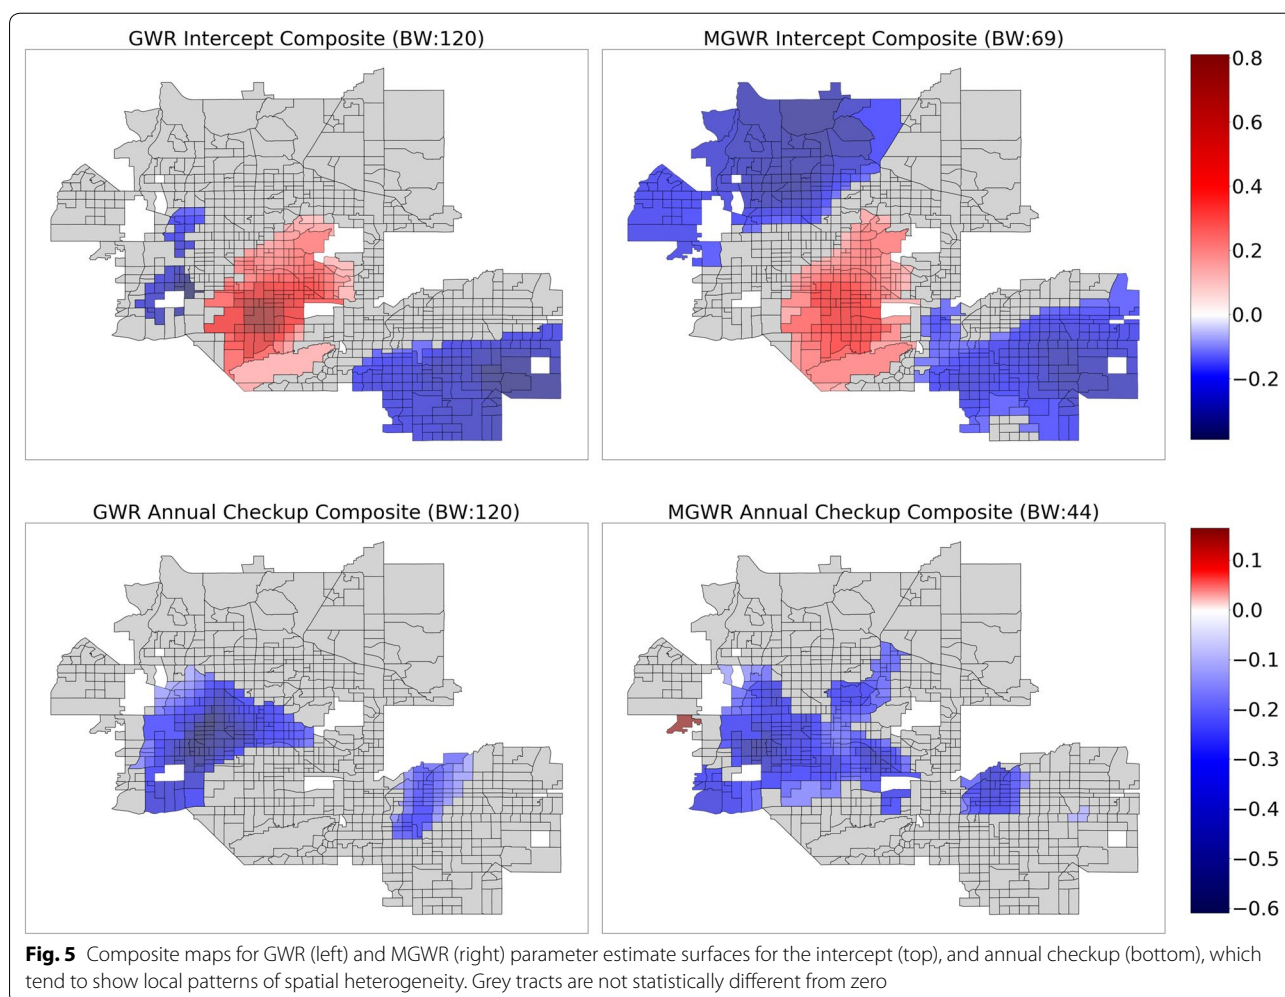 GWR Intercept Composite (BW:120)
MGWR Intercept Composite (BW:69)
0.8
0.6
0.4
0.2
0.0
−0.2
GWR Annual Checkup Composite (BW:120)
MGWR Annual Checkup Composite (BW:44)
0.1
0.0
−0.1
−0.2
−0.3
−0.4
−0.5
−0.6
Fig. 5 Composite maps for GWR (left) and MGWR (right) parameter estimate surfaces for the intercept (top), and annual checkup (bottom), which
tend to show local patterns of spatial heterogeneity. Grey tracts are not statistically different from zero